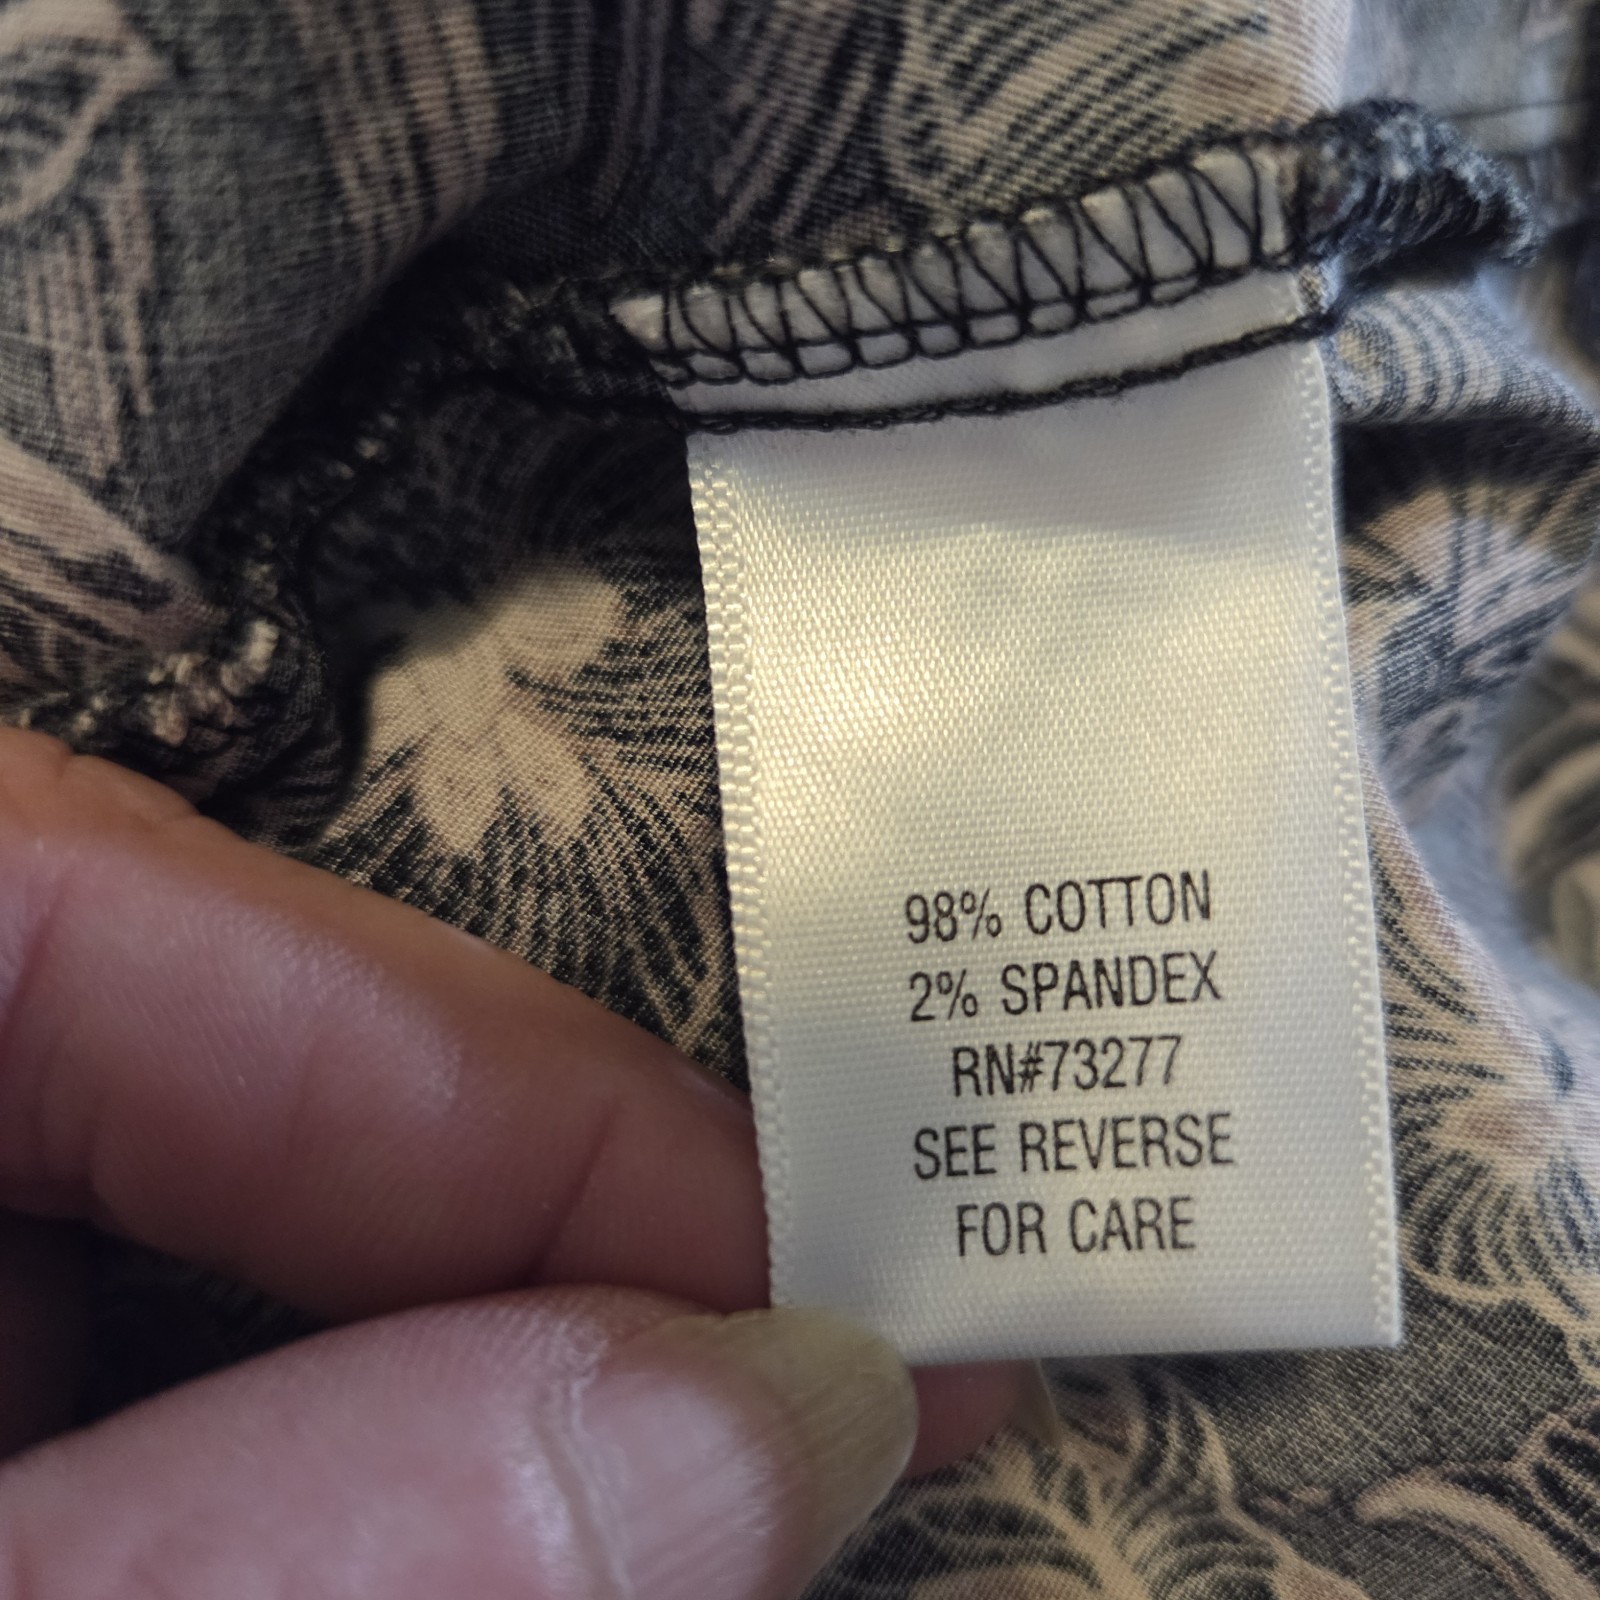 98% COTTON
2% SPANDEX
RN#73277
SEE REVERSE
FOR CARE